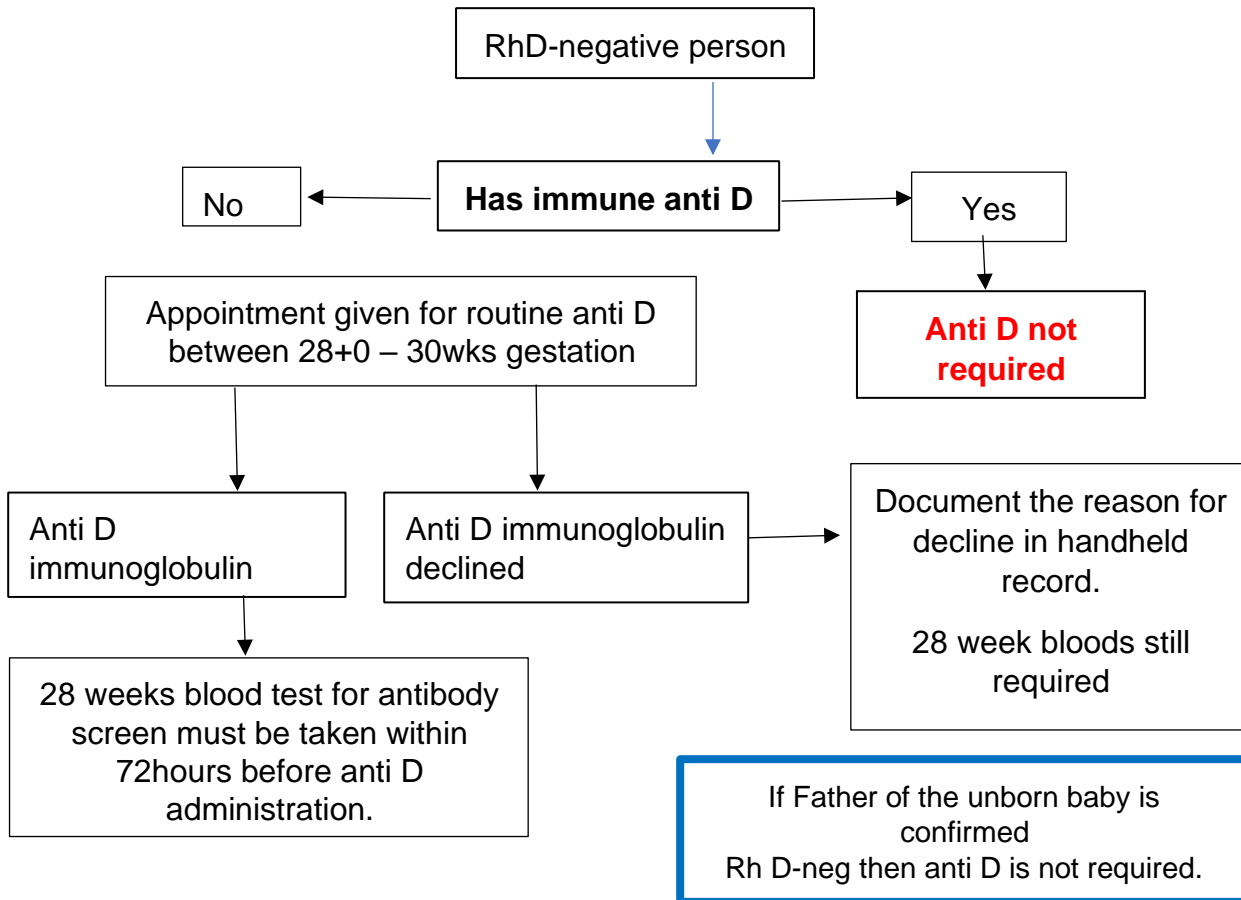 RhD-negative person
Has immune anti D
No
Yes
Appointment given for routine anti D
between 28+0 – 30wks gestation
Anti D not
required
Anti D
immunoglobulin
Anti D immunoglobulin
declined
Document the reason for
decline in handheld
record.
28 week bloods still
required
28 weeks blood test for antibody
screen must be taken within
72hours before anti D
administration.
If Father of the unborn baby is
confirmed
Rh D-neg then anti D is not required.